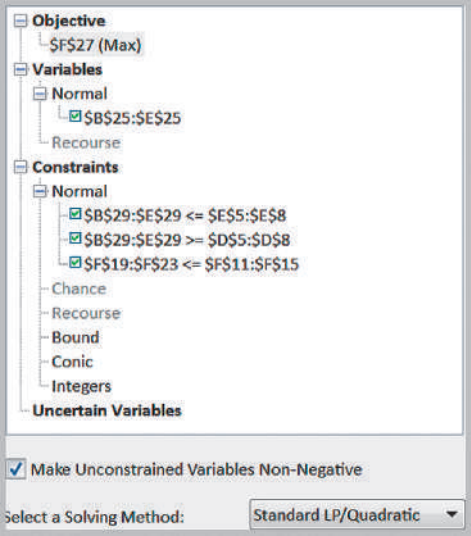 Objective
$F$27 (Max)
Variables
Normal
$B$25:$E$25
Recourse
Constraints
Normal
$B$29:$E$29 <= $E$5:$E$8
$B$29:$E$29 >= $D$5:$D$8
$F$19:$F$23 <= $F$11:$F$15
Chance
Recourse
Bound
Conic
Integers
Uncertain Variables
Make Unconstrained Variables Non-Negative
Select a Solving Method: Standard LP/Quadratic